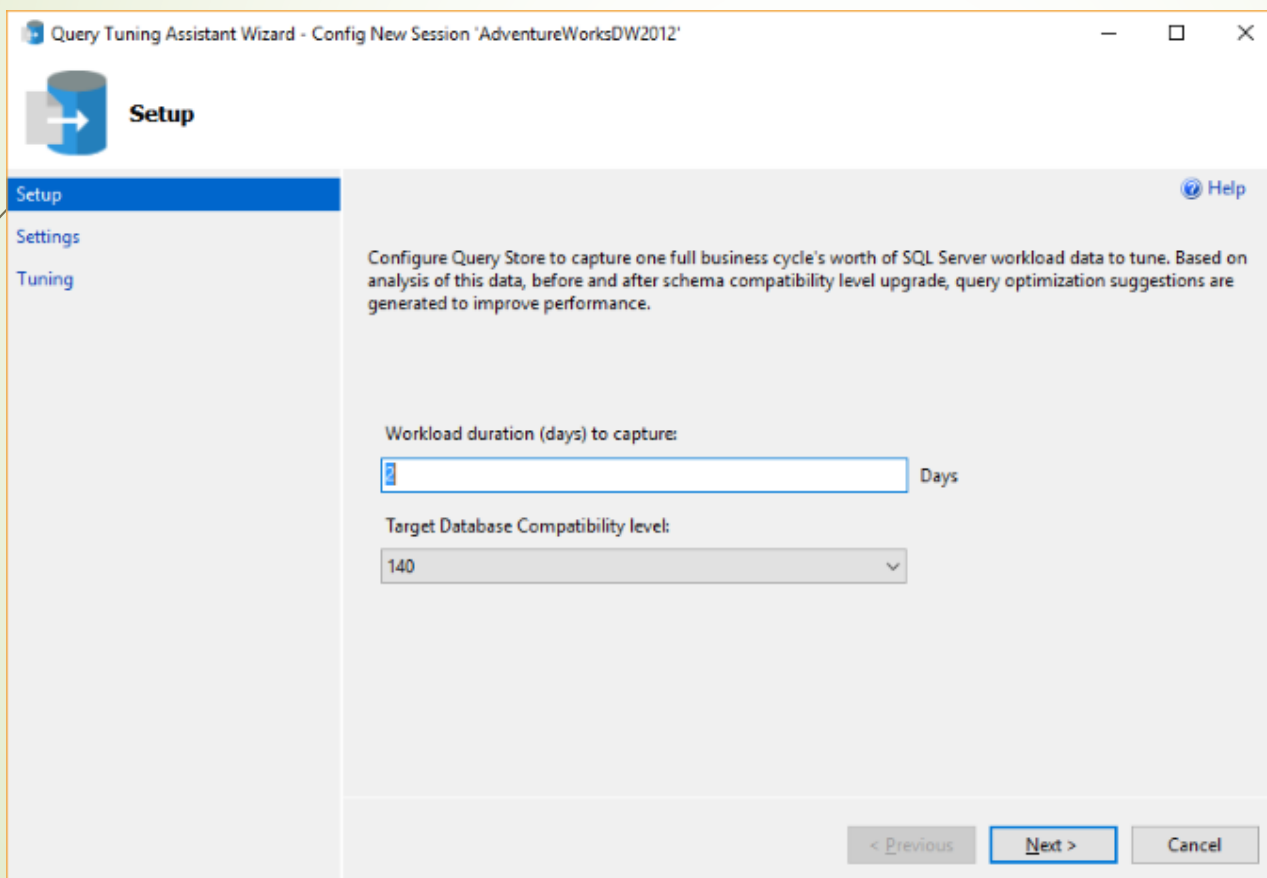 Query Tuning Assistant Wizard - Config New Session 'AdventureWorksDW2012'
Setup
Setup
Help
Settings
Tuning
Configure Query Store to capture one full business cycle's worth of SQL Server workload data to tune. Based on
analysis of this data, before and after schema compatibility level upgrade, query optimization suggestions are
generated to improve performance.
Workload duration (days) to capture:
2 Days
Target Database Compatibility level:
140
< Previous Next > Cancel